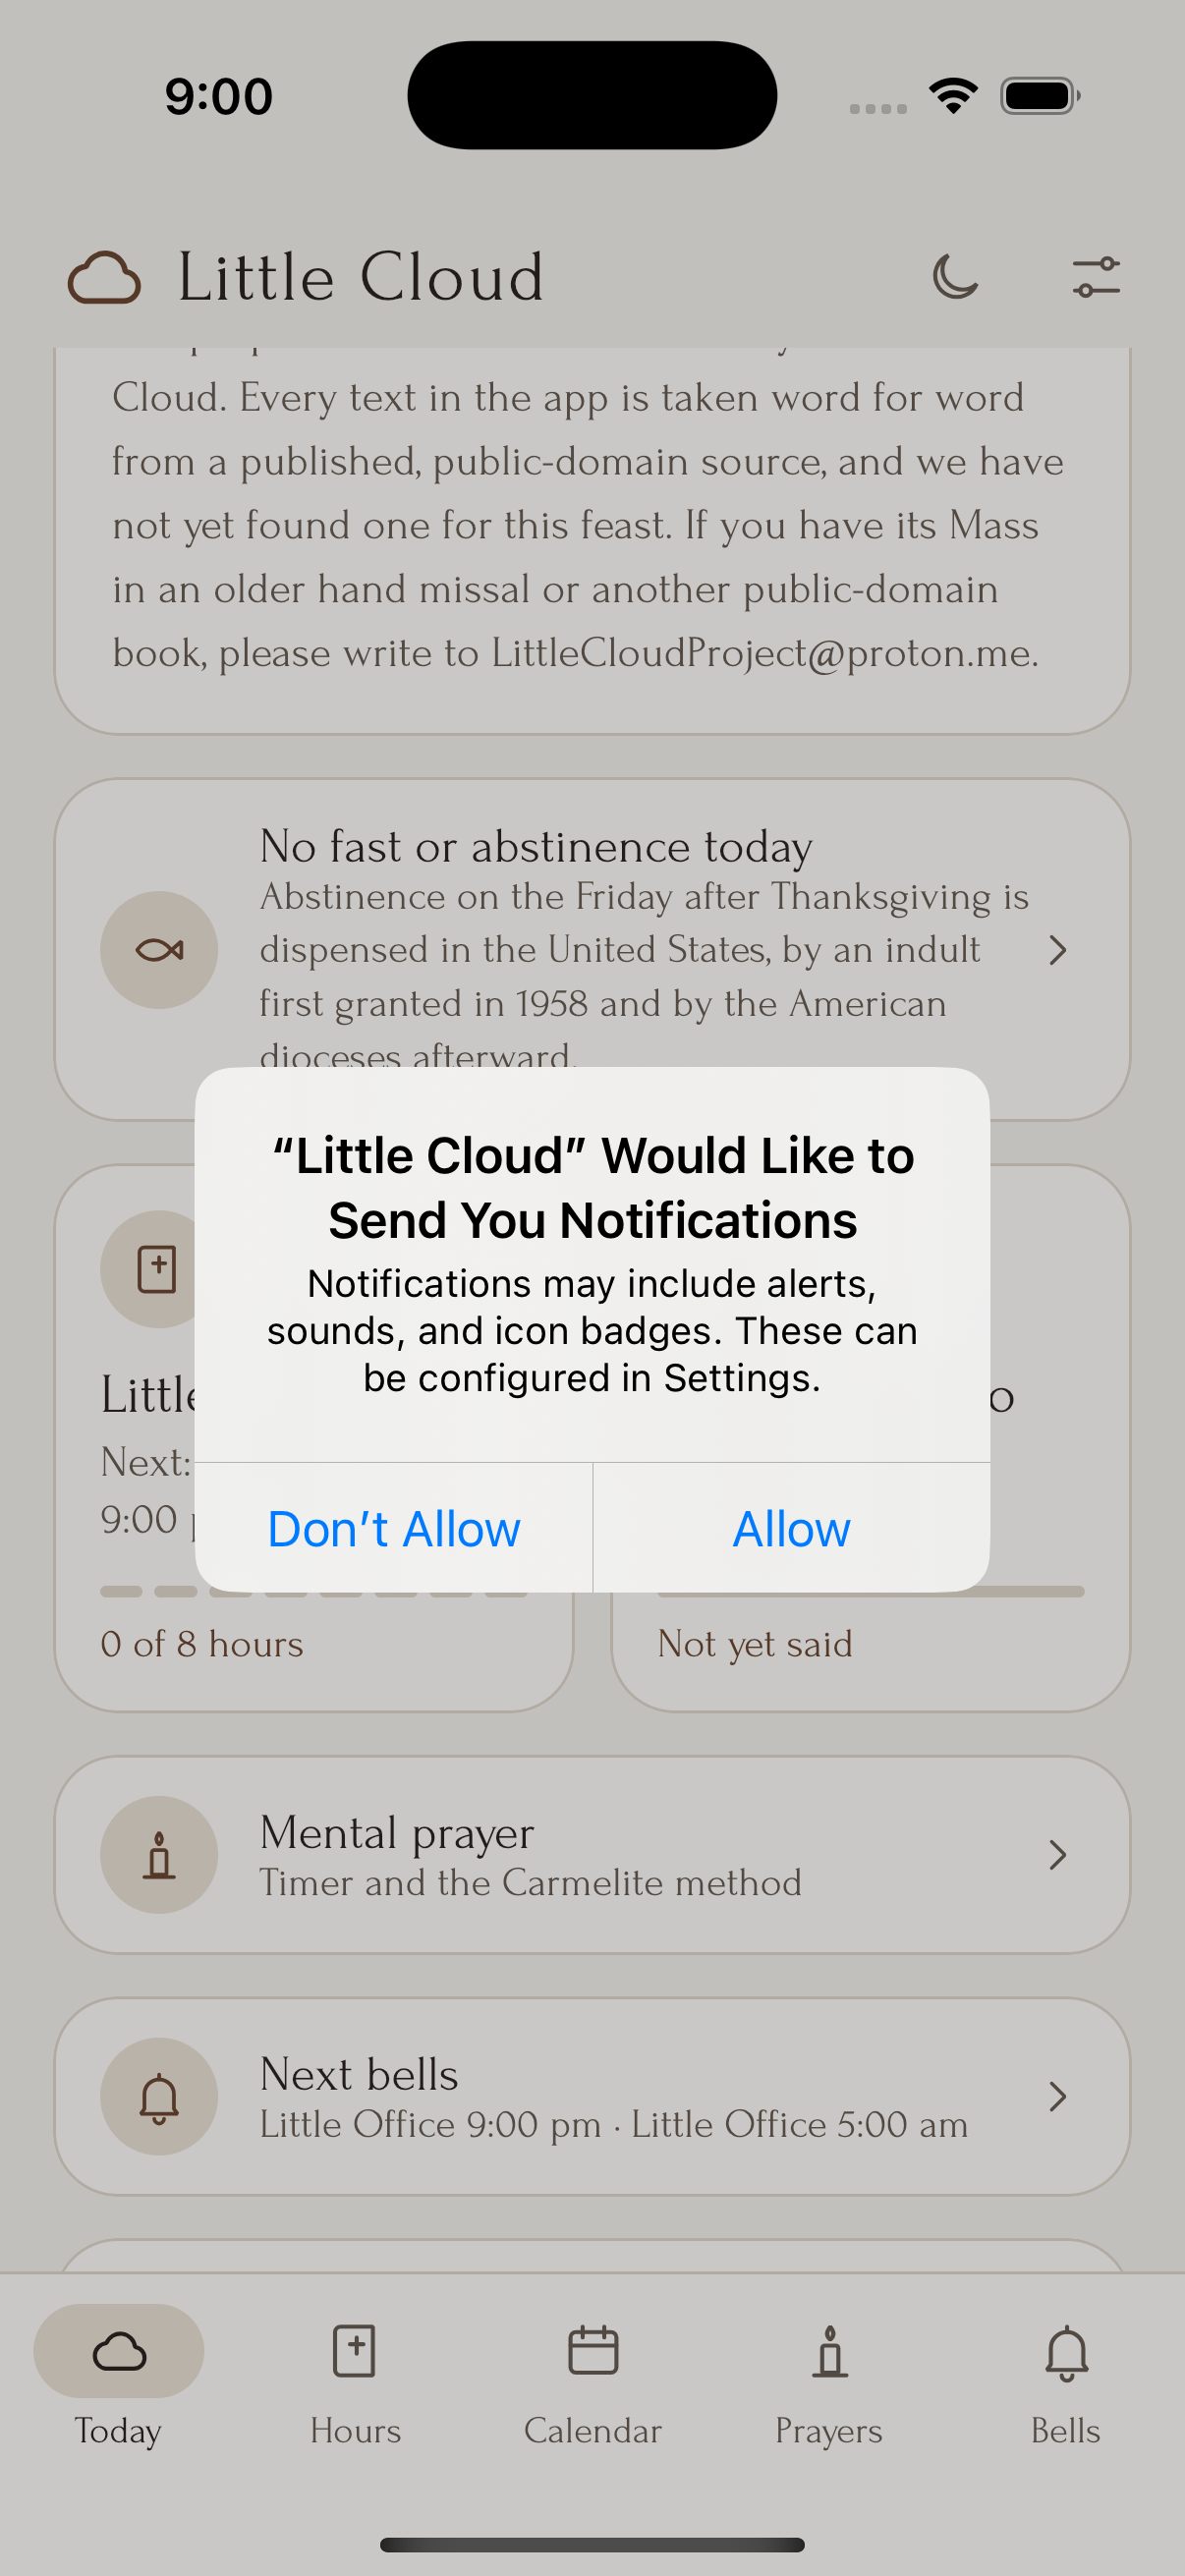 9:00
Little Cloud
Cloud. Every text in the app is taken word for word
from a published, public-domain source, and we have
not yet found one for this feast. If you have its Mass
in an older hand missal or another public-domain
book, please write to LittleCloudProject@proton.me.
No fast or abstinence today
Abstinence on the Friday after Thanksgiving is
dispensed in the United States, by an indult
first granted in 1958 and by the American
dioceses afterward.
“Little Cloud” Would Like to
Send You Notifications
Notifications may include alerts,
sounds, and icon badges. These can
be configured in Settings.
Don’t Allow
Allow
Little
Next:
9:00
0 of 8 hours
Not yet said
Mental prayer
Timer and the Carmelite method
Next bells
Little Office 9:00 pm · Little Office 5:00 am
Today
Hours
Calendar
Prayers
Bells